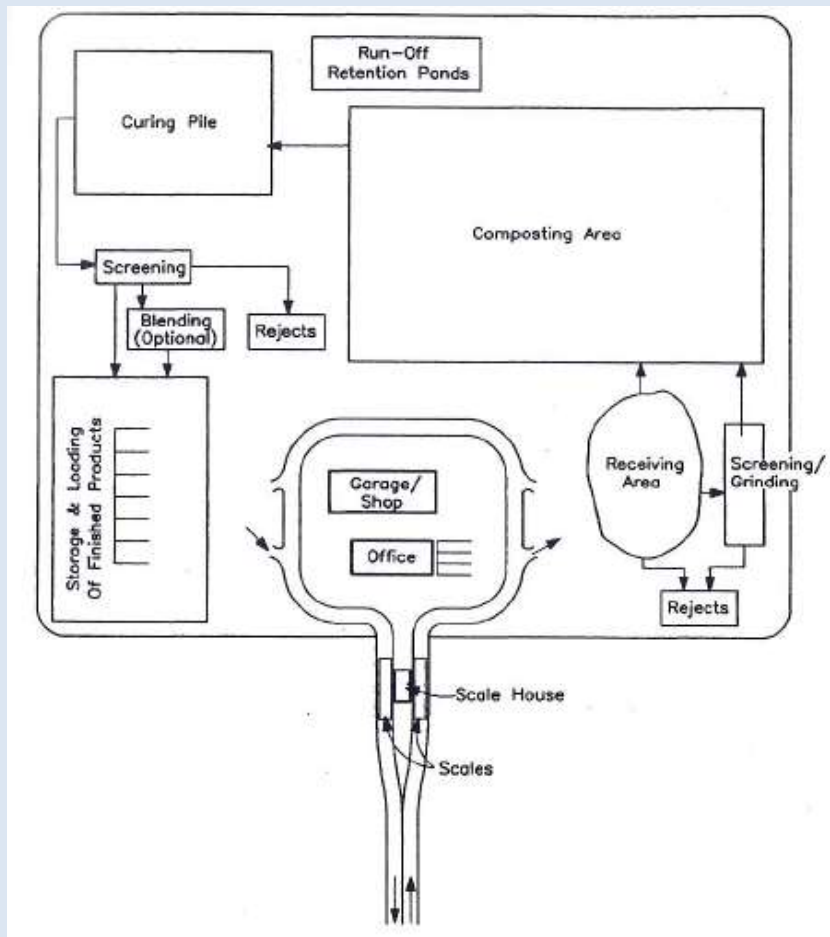 Run-Off
Retention Ponds
Curing Pile
Composting Area
Screening
Blending
(Optional)
Rejects
Storage & Loading
Of Finished Products
Garage/
Shop
Office
Receiving
Area
Screening/
Grinding
Rejects
Scale House
Scales